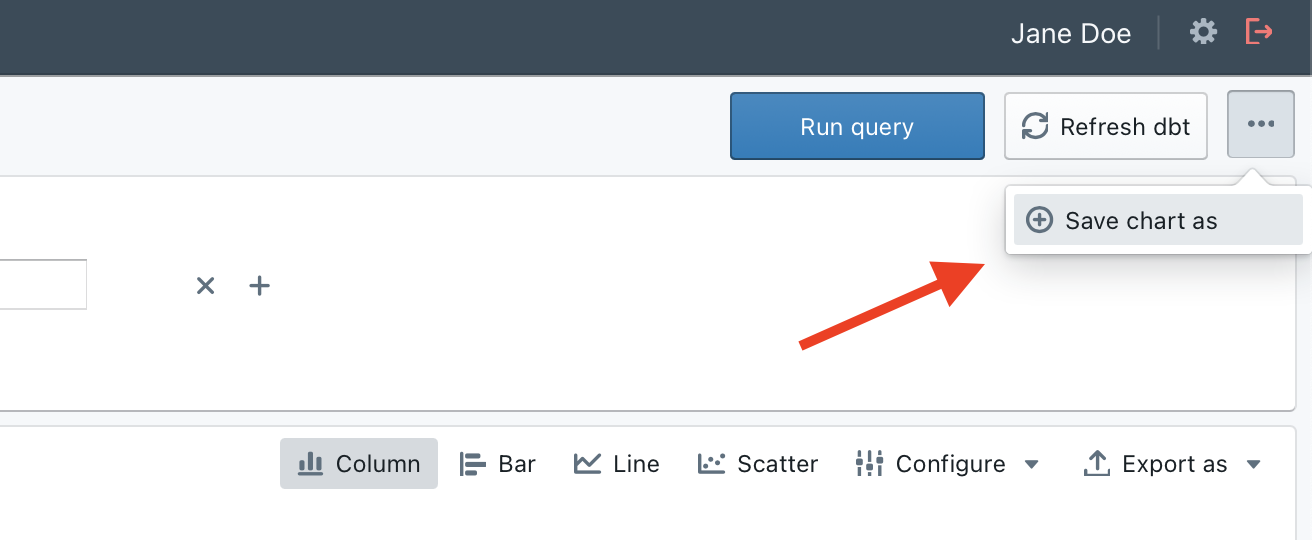 Jane Doe
Run query
Refresh dbt
Save chart as
Column
Bar
Line
Scatter
Configure
Export as